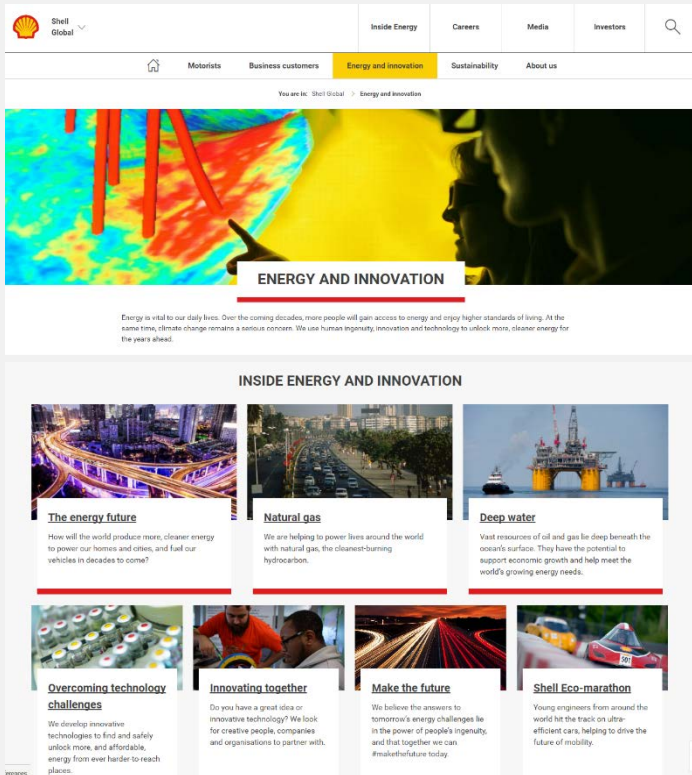 Shell
Global
Inside Energy
Careers
Media
Investors
Motorists
Business customers
Energy and innovation
Sustainability
About us
You are in: Shell Global > Energy and innovation
ENERGY AND INNOVATION
Energy is vital to our daily lives. Over the coming decades, more people will gain access to energy and enjoy higher standards of living. At the
same time, climate change remains a serious concern. We use human ingenuity, innovation and technology to unlock more, cleaner energy for
the years ahead.
INSIDE ENERGY AND INNOVATION
The energy future
How will the world produce more, cleaner energy
to power our homes and cities, and fuel our
vehicles in decades to come?
Natural gas
We are helping to power lives around the world
with natural gas, the cleanest-burning
hydrocarbon.
Deep water
Vast resources of oil and gas lie deep beneath the
ocean's surface. They have the potential to
support economic growth and help meet the
world's growing energy needs.
Overcoming technology
challenges
We develop innovative
technologies to find and safely
unlock more, and affordable,
energy from ever harder-to-reach
places.
Innovating together
Do you have a great idea or
innovative technology? We look
for creative people, companies
and organisations to partner with.
Make the future
We believe the answers to
tomorrow's energy challenges lie
in the power of people's ingenuity,
and that together we can
#makethefuture today.
Shell Eco-marathon
Young engineers from around the
world hit the track on ultra-
efficient cars, helping to drive the
future of mobility.
501